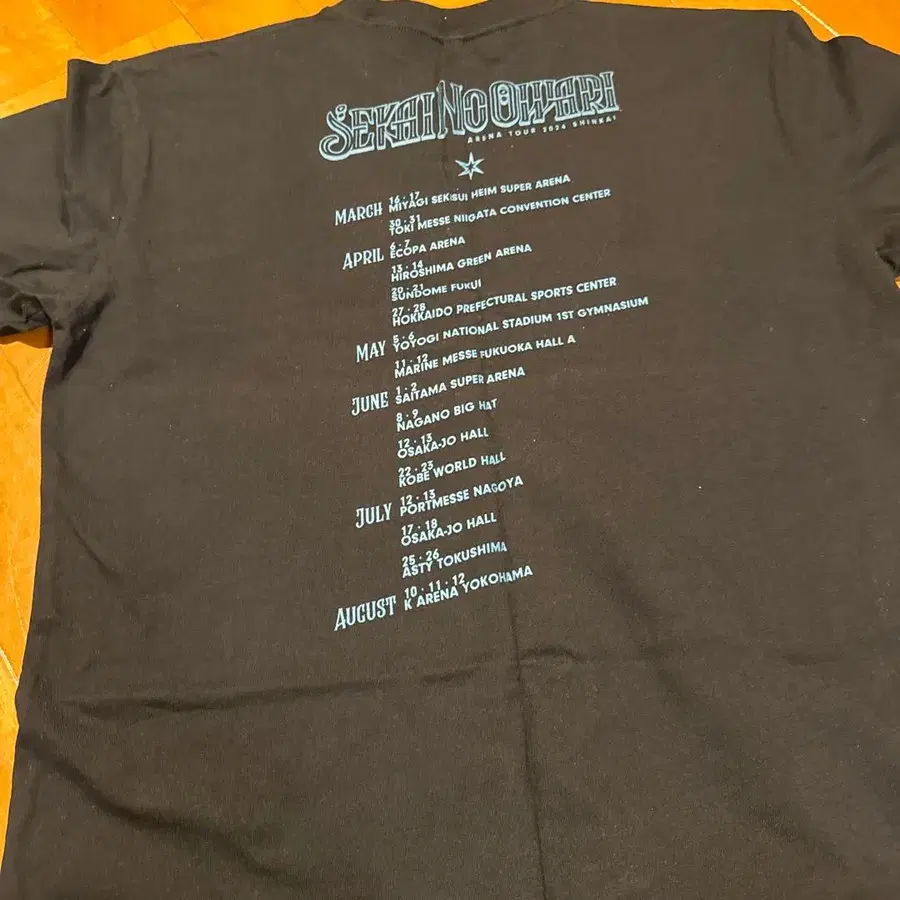 SEKAI NO OWARI
ARENA TOUR 2024 SHINKAI
MARCH 16・17
MIYAGI SEKISUI HEIM SUPER ARENA
30・31
TOKI MESSE NIIGATA CONVENTION CENTER
APRIL 6・7
ECOPA ARENA
13・14
HIROSHIMA GREEN ARENA
20・21
SUNDOME FUKUI
27・28
HOKKAIDO PREFECTURAL SPORTS CENTER
MAY 5・6
YOYOGI NATIONAL STADIUM 1ST GYMNASIUM
11・12
MARINE MESSE FUKUOKA HALL A
JUNE 1・2
SAITAMA SUPER ARENA
8・9
NAGANO BIG HAT
12・13
OSAKA-JO HALL
22・23
KOBE WORLD HALL
JULY 12・13
PORTMESSE NAGOYA
17・18
OSAKA-JO HALL
25・26
ASTY TOKUSHIMA
AUGUST 10・11・12
K ARENA YOKOHAMA